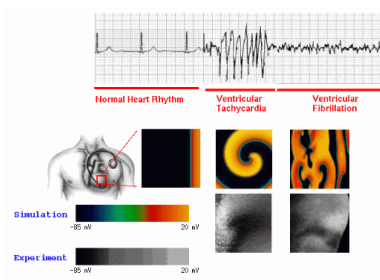 Normal Heart Rhythm
Ventricular
Tachycardia
Ventricular
Fibrillation
Simulation
-85 mV
20 mV
Experiment
-85 mV
20 mV